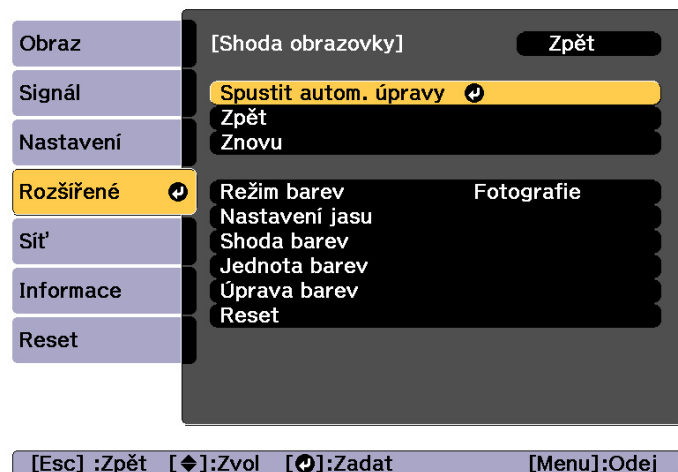 Obraz
Signál
Nastavení
Rozšířené
Síť
Informace
Reset
[Shoda obrazovky] Zpět
Spustit autom. úpravy
Zpět
Znovu
Režim barev Fotografie
Nastavení jasu
Shoda barev
Jednota barev
Úprava barev
Reset
[Esc] :Zpět [◆]:Zvol [↵]:Zadat [Menu]:Odej